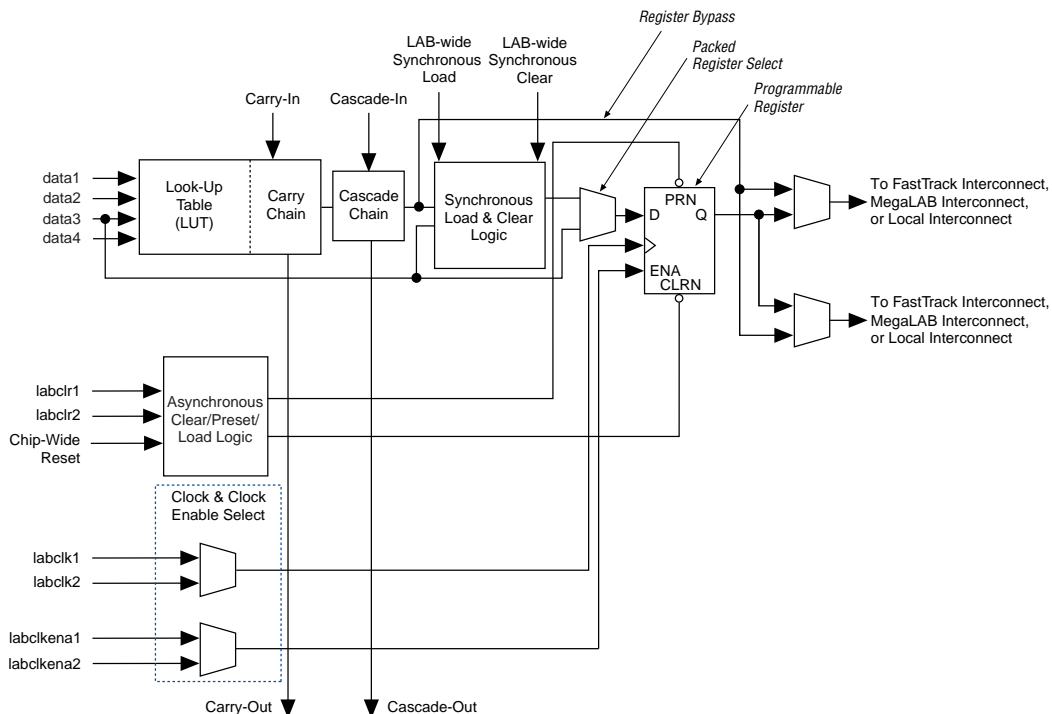 Register Bypass
LAB-wide
Synchronous
Load
LAB-wide
Synchronous
Clear
Packed
Register Select
Programmable
Register
Carry-In
Cascade-In
data1
data2
data3
data4
Look-Up
Table
(LUT)
Carry
Chain
Cascade
Chain
Synchronous
Load & Clear
Logic
PRN
D
Q
ENA
CLRN
To FastTrack Interconnect,
MegaLAB Interconnect,
or Local Interconnect
To FastTrack Interconnect,
MegaLAB Interconnect,
or Local Interconnect
labclr1
labclr2
Chip-Wide
Reset
Asynchronous
Clear/Preset/
Load Logic
Clock & Clock
Enable Select
labclk1
labclk2
labclkena1
labclkena2
Carry-Out
Cascade-Out